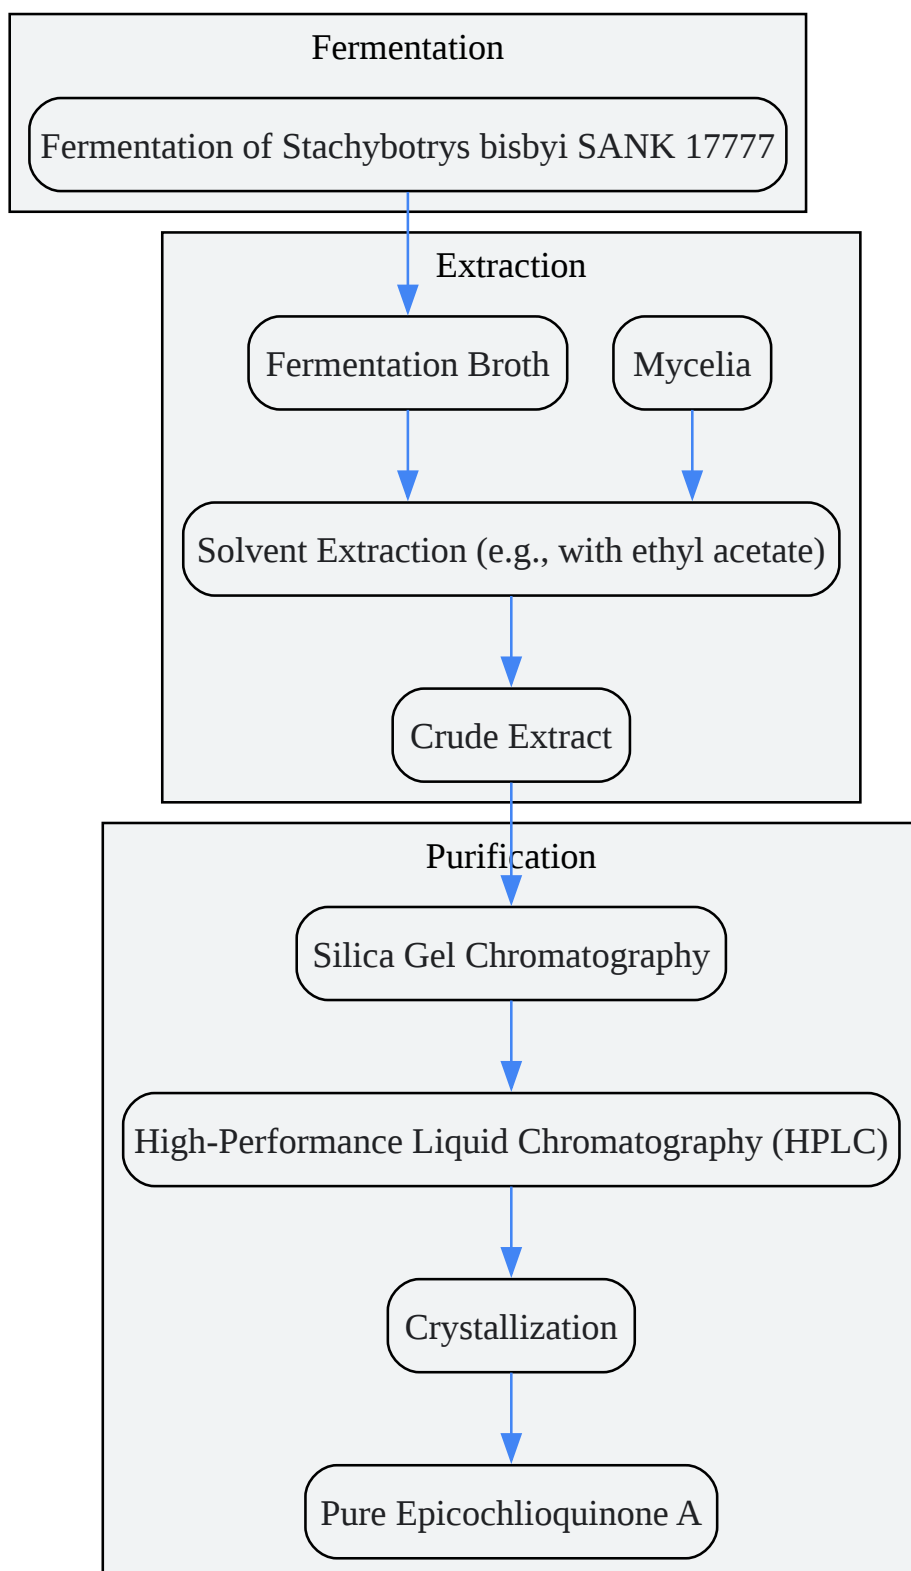 Fermentation
Fermentation of Stachybotrys bisbyi SANK 17777
Extraction
Fermentation Broth
Mycelia
Solvent Extraction (e.g., with ethyl acetate)
Crude Extract
Purification
Silica Gel Chromatography
High-Performance Liquid Chromatography (HPLC)
Crystallization
Pure Epicochlioquinone A